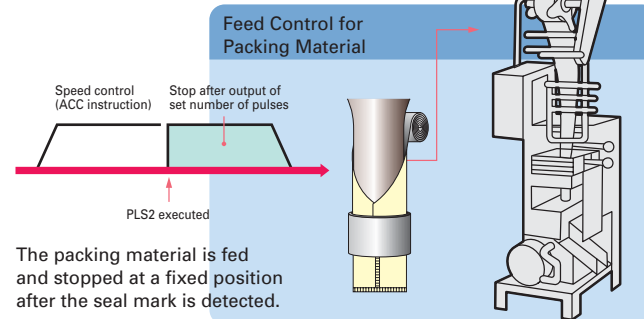 Feed Control for
Packing Material
Speed control
(ACC instruction)
Stop after output of
set number of pulses
PLS2 executed
The packing material is fed
and stopped at a fixed position
after the seal mark is detected.